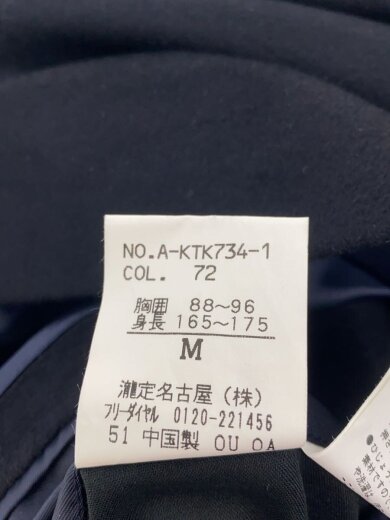 NO.A-KTK734-1
COL. 72
胸囲 88~96
身長 165~175
M
瀧定名古屋(株)
フリーダイヤル 0120-221456
51 中国製 OU OA